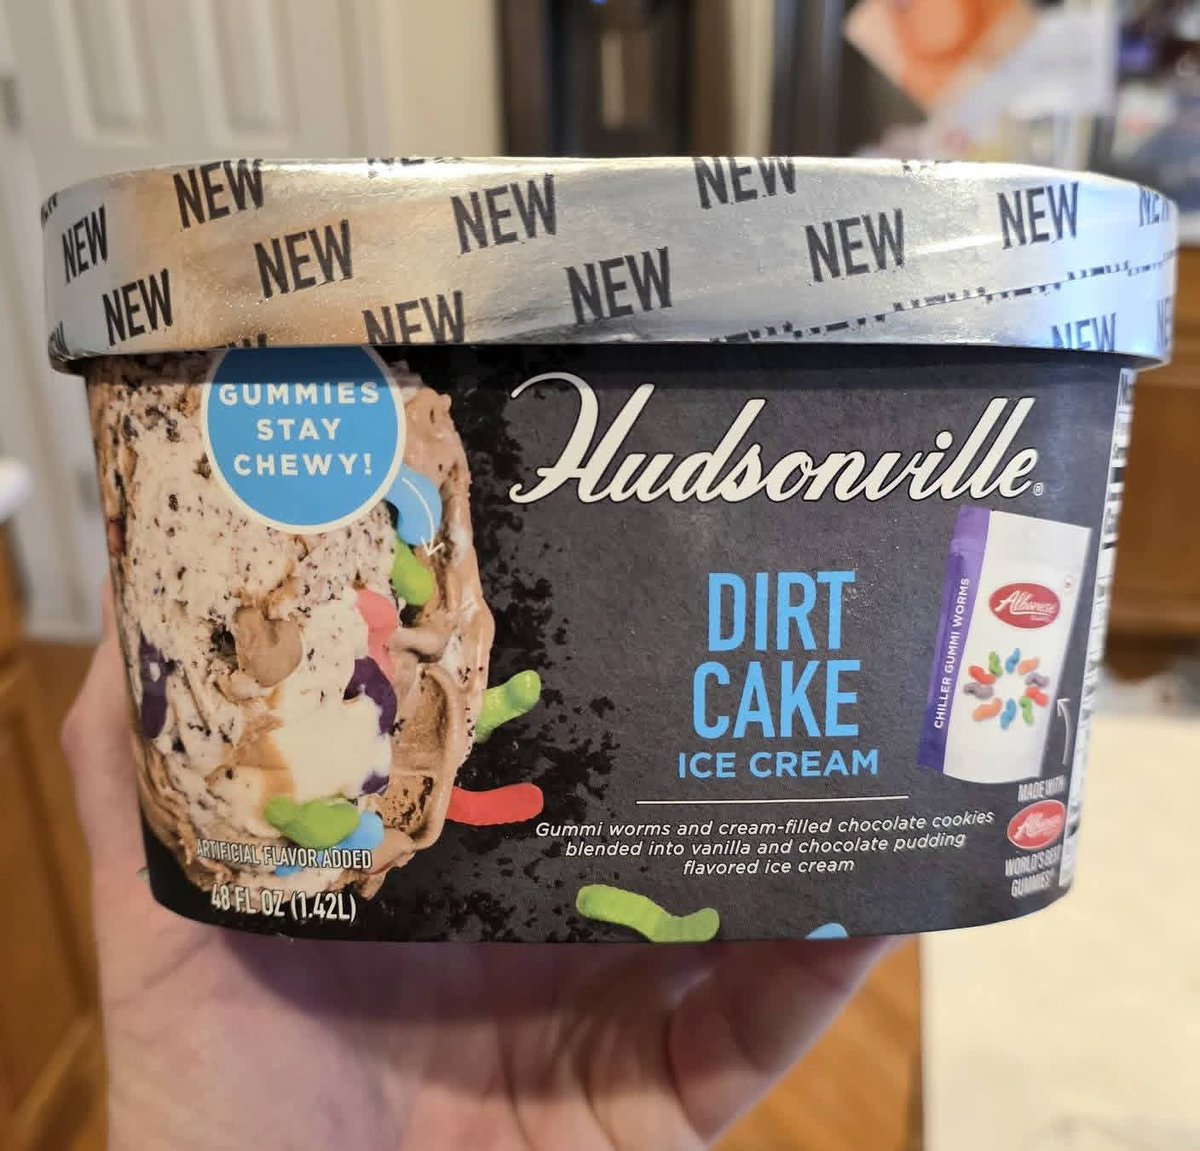 NEW
NEW
NEW
NEW
NEW
NEW
NEW
NEW
NEW
NEW
NEW
GUMMIES
STAY
CHEWY!
Hudsonville®
DIRT
CAKE
ICE CREAM
Gummi worms and cream-filled chocolate cookies
blended into vanilla and chocolate pudding
flavored ice cream
ARTIFICIAL FLAVOR ADDED
48 FL OZ (1.42L)
CHILLER GUMMI WORMS
Albanese
MADE WITH
Albanese
WORLD'S BEST
GUMMIES